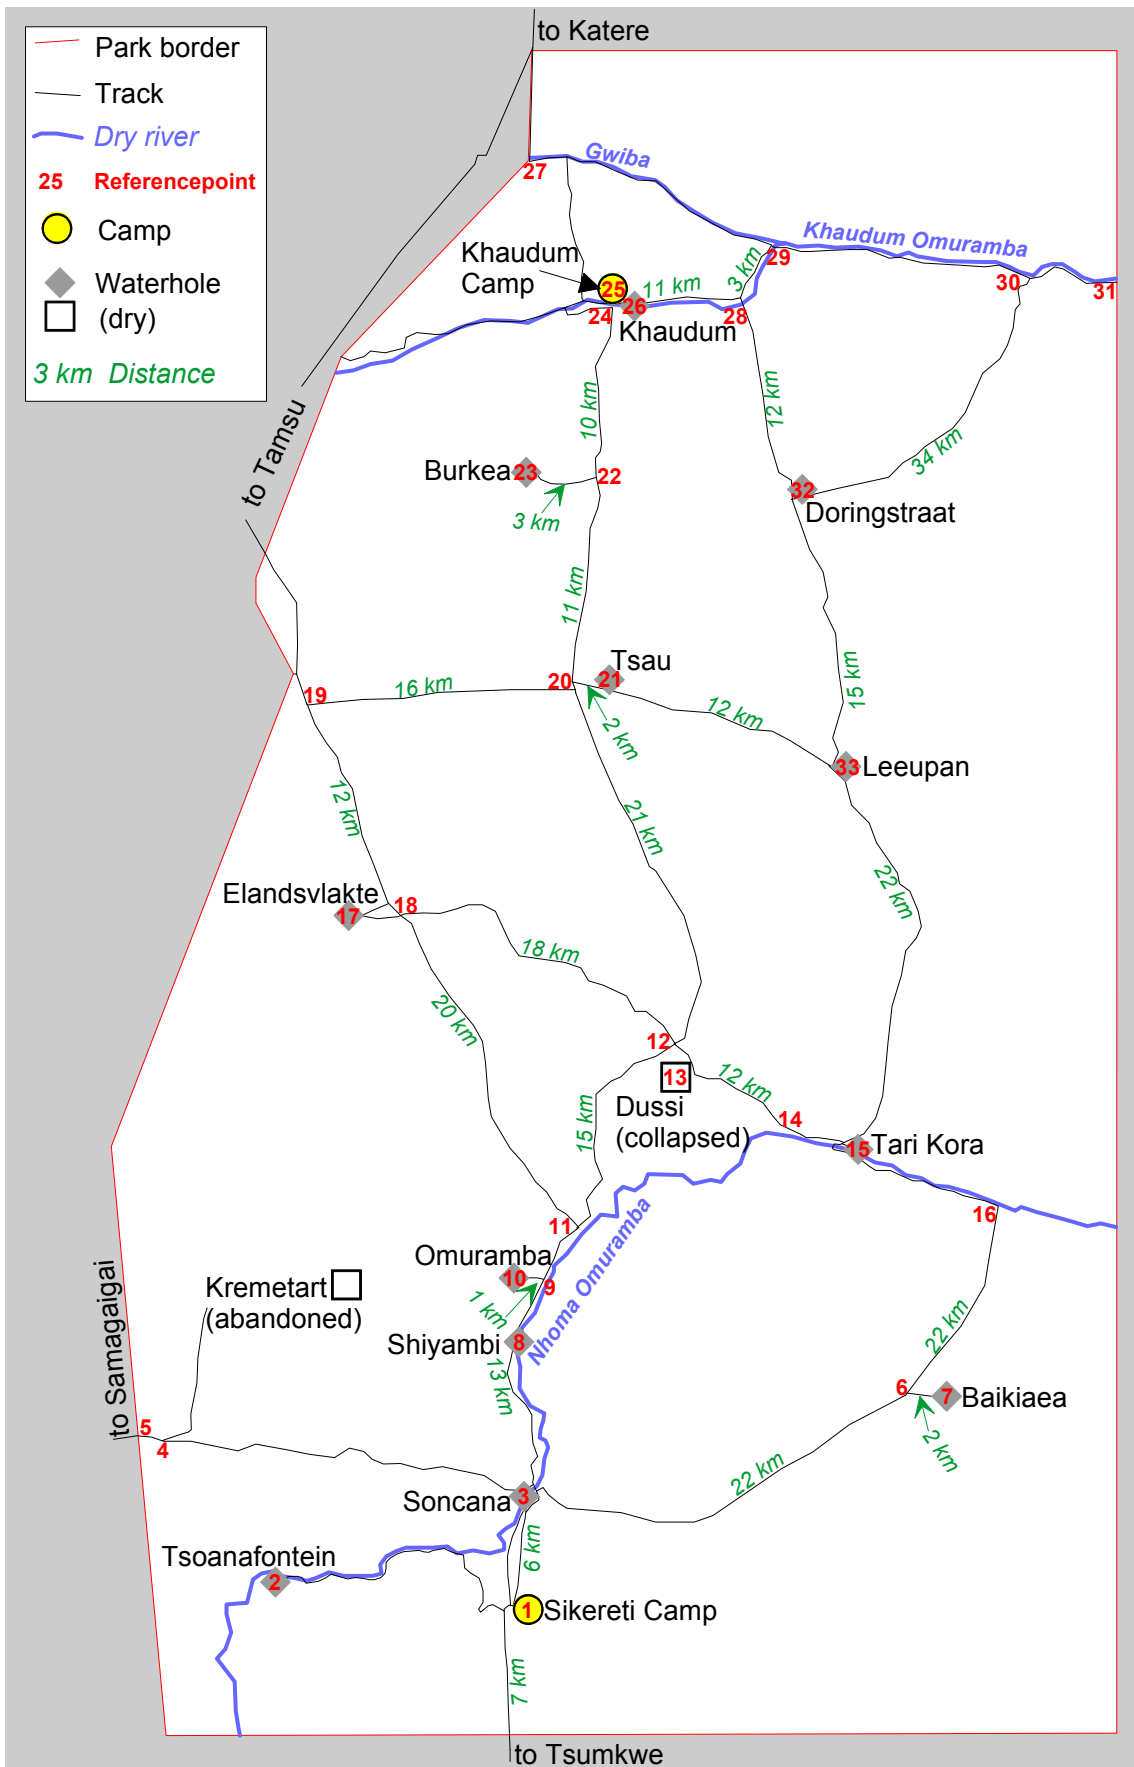 to Katere
Park border
Track
Dry river
25 Referencepoint
Camp
Waterhole
(dry)
3 km Distance
Gwiba
27
Khaudum Omuramba
29
30
31
3 km
Khaudum
Camp
25
11 km
24
26
28
Khaudum
to Tamsu
10 km
12 km
34 km
Burkea
23
22
3 km
32
Doringstraat
11 km
Tsau
21
20
16 km
19
2 km
12 km
15 km
33
Leeupan
12 km
21 km
22 km
Elandsvlakte
17
18
18 km
20 km
12
13
12 km
Dussi
(collapsed)
14
15 km
15
Tari Kora
16
11
Nhoma Omuramba
Omuramba
10
9
1 km
Kremetart
(abandoned)
to Samagaigai
Shiyambi
8
13 km
22 km
6
7
Baikiaea
2 km
5
4
22 km
Soncana
3
6 km
Tsoanafontein
2
1
Sikereti Camp
7 km
to Tsumkwe